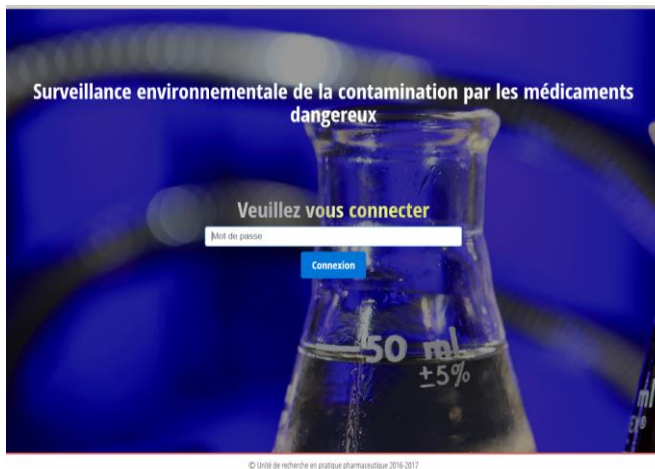 Surveillance environnementale de la contamination par les médicaments
dangereux
Veuillez vous connecter
Mot de passe
Connexion
50 ml
±5%
ml
© Unité de recherche en pratique pharmaceutique 2016-2017